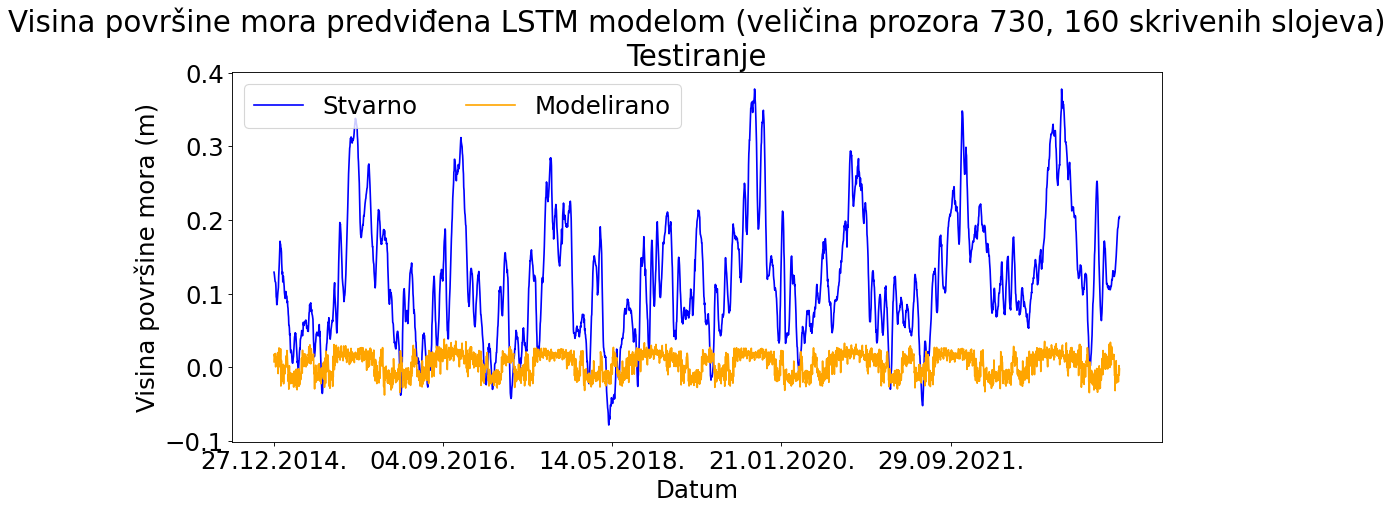 Visina površine mora predviđena LSTM modelom (veličina prozora 730, 160 skrivenih slojeva)
Testiranje
Stvarno
Modelirano
Visina površine mora (m)
0.4
0.3
0.2
0.1
0.0
−0.1
27.12.2014.
04.09.2016.
14.05.2018.
21.01.2020.
29.09.2021.
Datum